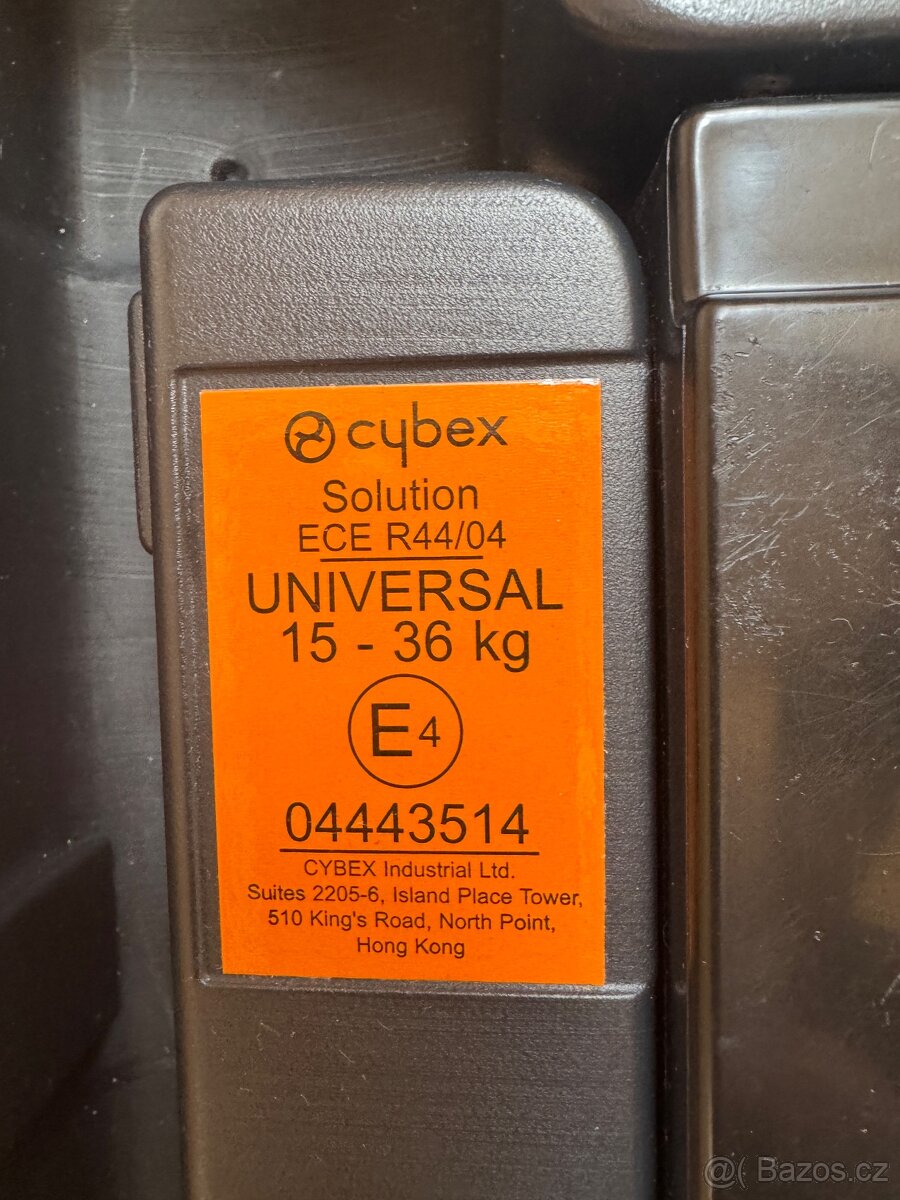 cybex
Solution
ECE R44/04
UNIVERSAL
15 - 36 kg
E4
04443514
CYBEX Industrial Ltd.
Suites 2205-6, Island Place Tower,
510 King's Road, North Point,
Hong Kong
@( Bazos.cz